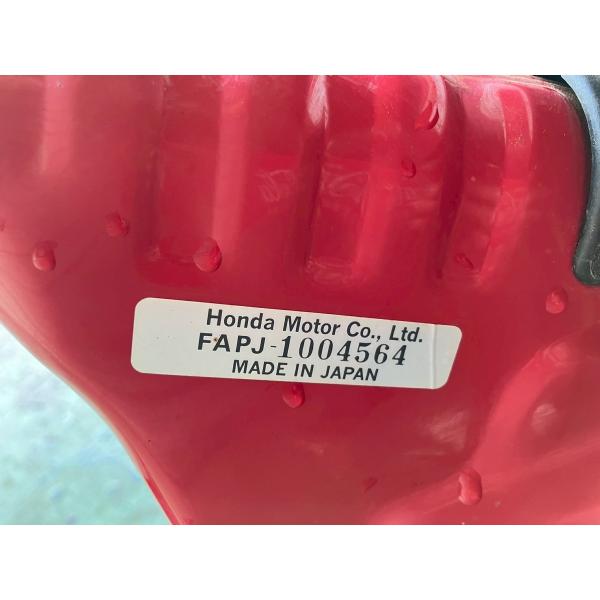 Honda Motor Co., Ltd.
FAPJ-1004564
MADE IN JAPAN